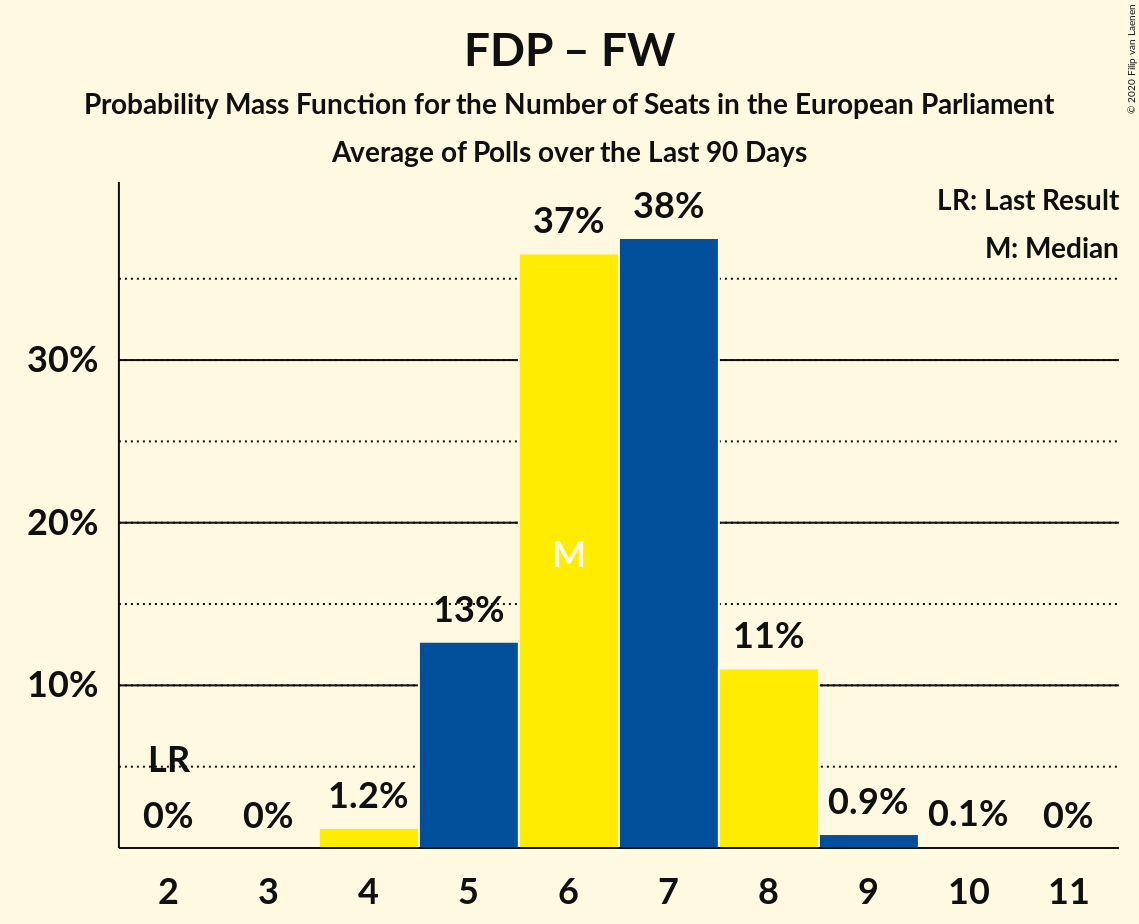 FDP – FW
Probability Mass Function for the Number of Seats in the European Parliament
Average of Polls over the Last 90 Days
© 2020 Filip van Laenen
LR: Last Result
M: Median
37%
38%
30%
20%
M
13%
11%
10%
LR
0%
0%
1.2%
0.9%
0.1%
0%
2 3 4 5 6 7 8 9 10 11